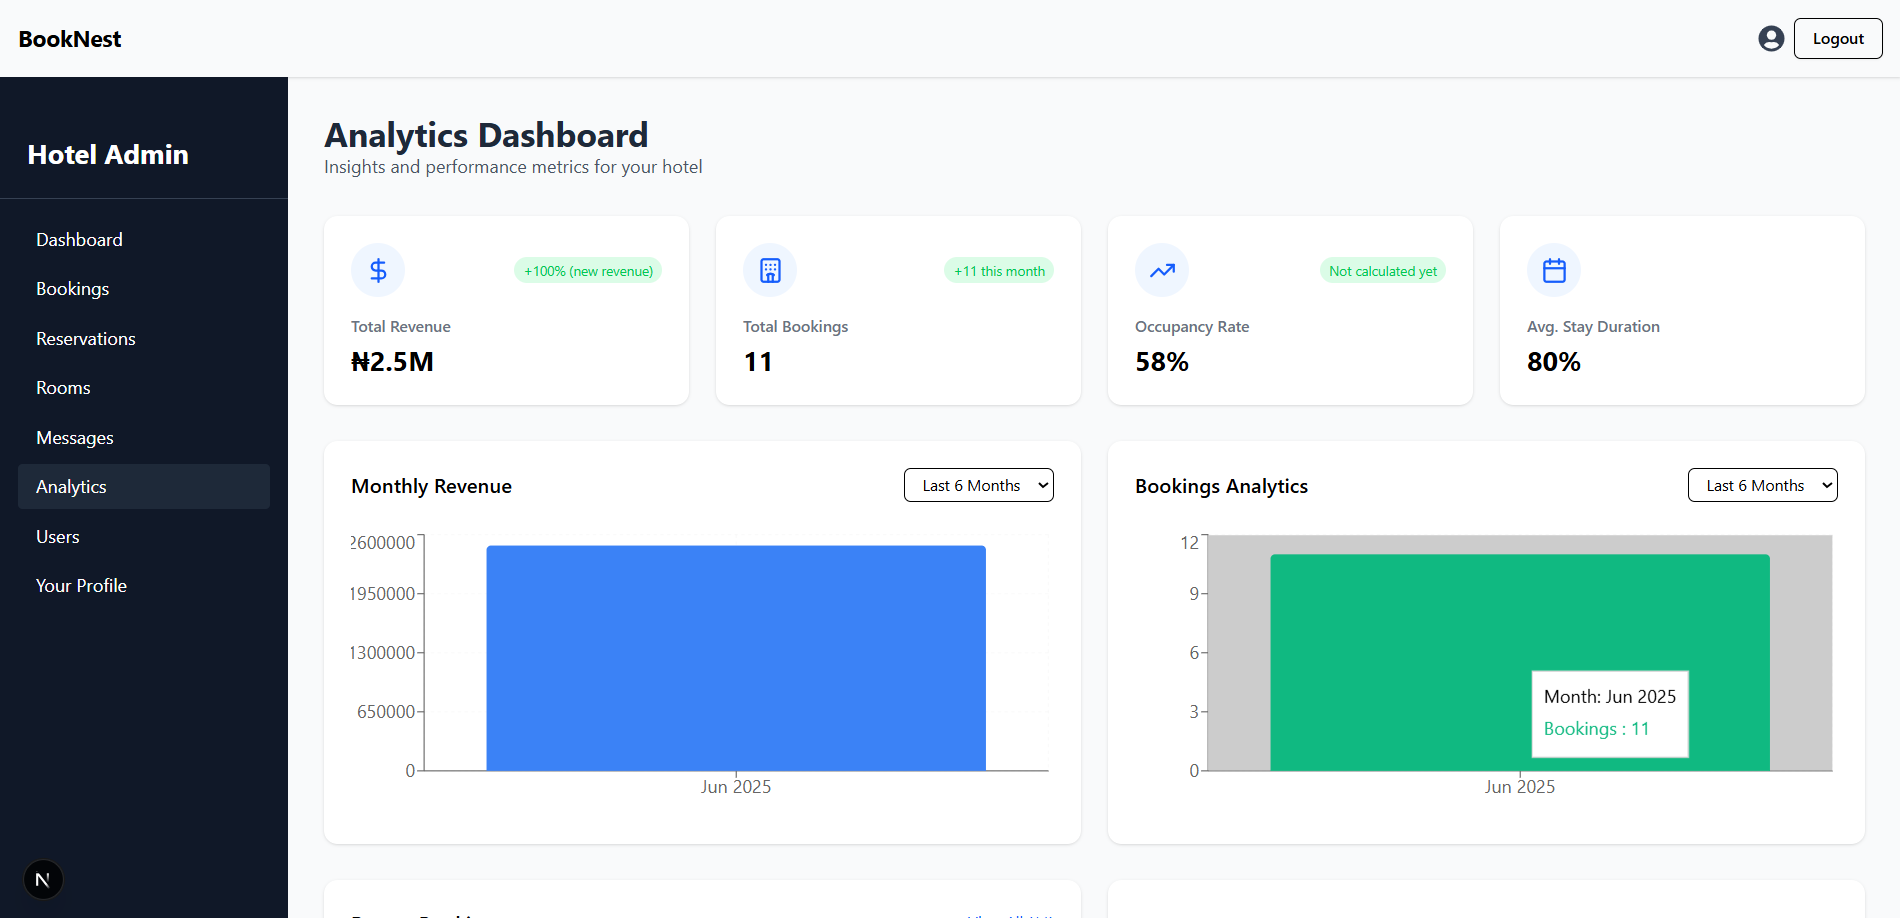 BookNest
Logout
Hotel Admin
Dashboard
Bookings
Reservations
Rooms
Messages
Analytics
Users
Your Profile
N
Analytics Dashboard
Insights and performance metrics for your hotel
+100% (new revenue)
Total Revenue
₦2.5M
+11 this month
Total Bookings
11
Not calculated yet
Occupancy Rate
58%
Avg. Stay Duration
80%
Monthly Revenue
Last 6 Months
2600000
1950000
1300000
650000
0
Jun 2025
Bookings Analytics
Last 6 Months
12
9
6
3
0
Month: Jun 2025
Bookings : 11
Jun 2025